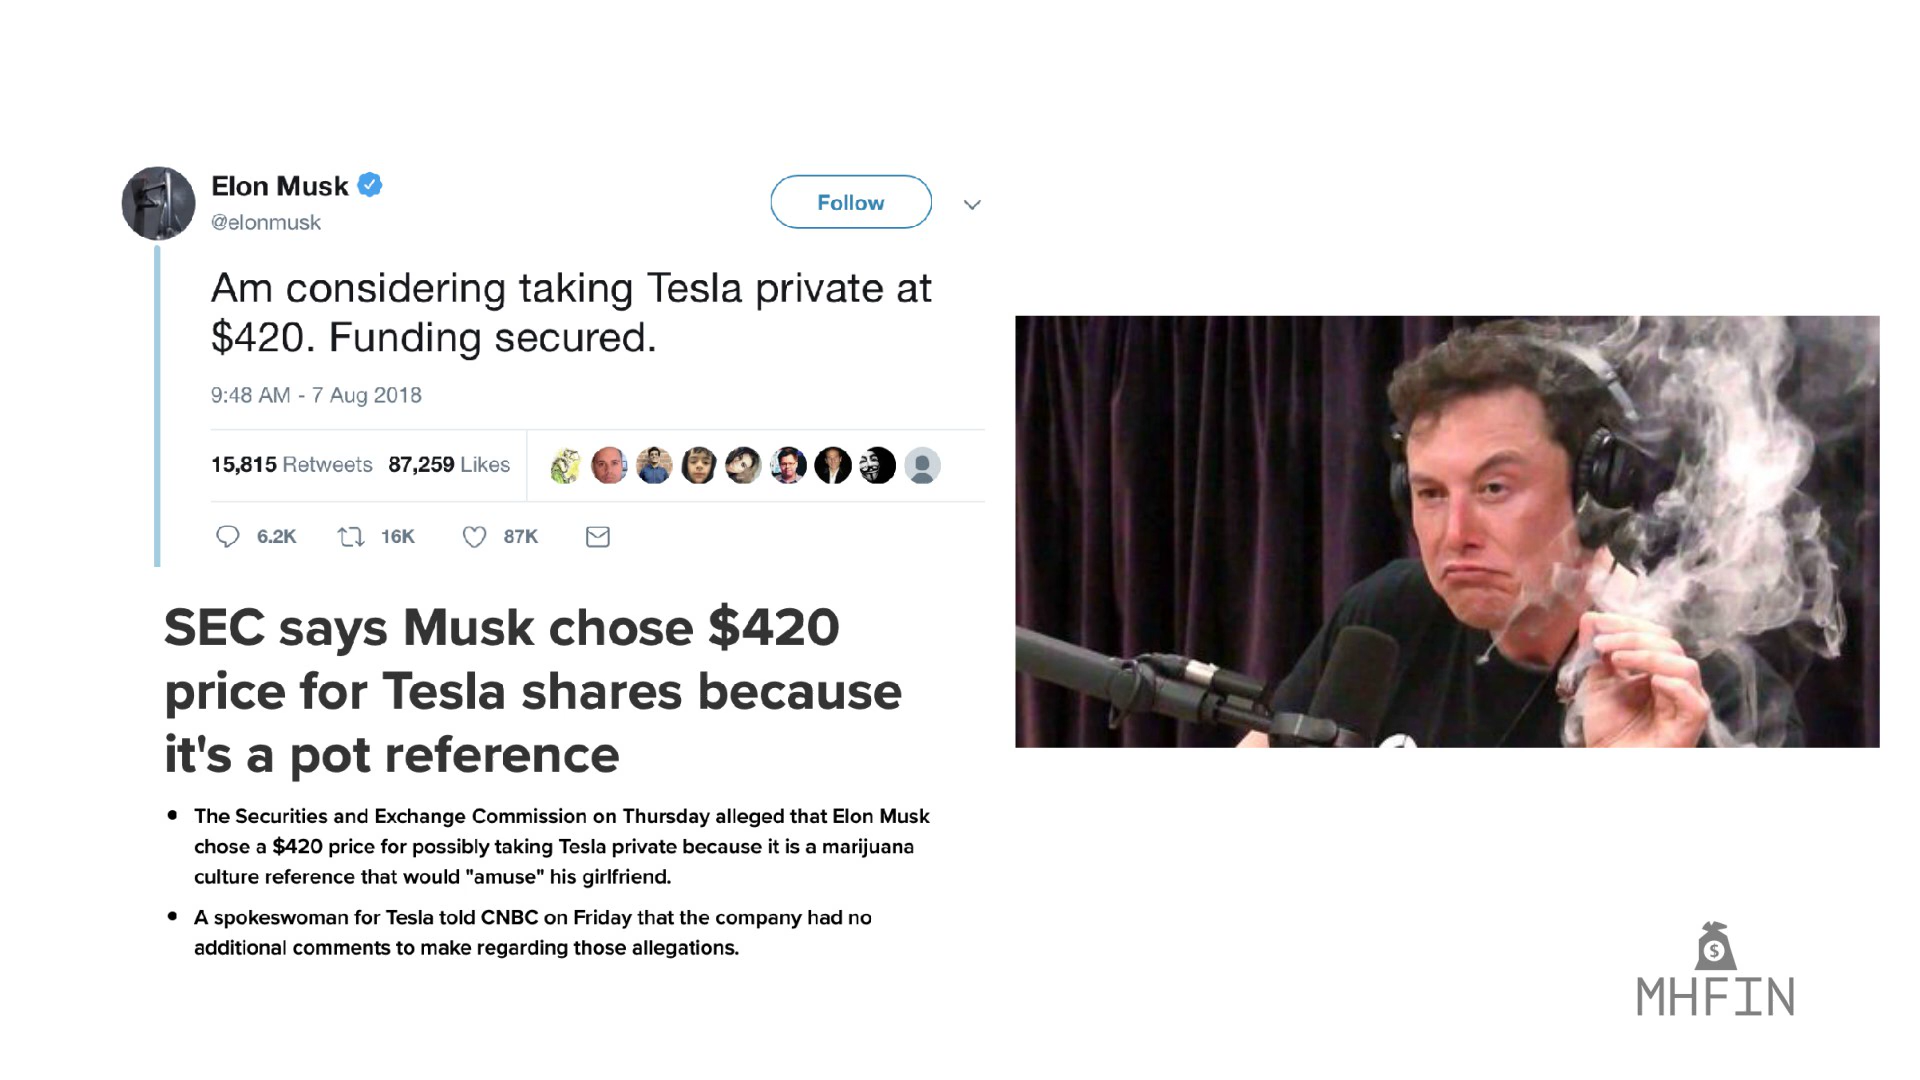 Elon Musk
@elonmusk
Follow
Am considering taking Tesla private at
$420. Funding secured.
9:48 AM - 7 Aug 2018
15,815 Retweets 87,259 Likes
6.2K 16K 87K
SEC says Musk chose $420
price for Tesla shares because
it's a pot reference
• The Securities and Exchange Commission on Thursday alleged that Elon Musk
chose a $420 price for possibly taking Tesla private because it is a marijuana
culture reference that would "amuse" his girlfriend.
• A spokeswoman for Tesla told CNBC on Friday that the company had no
additional comments to make regarding those allegations.
$
MHFIN